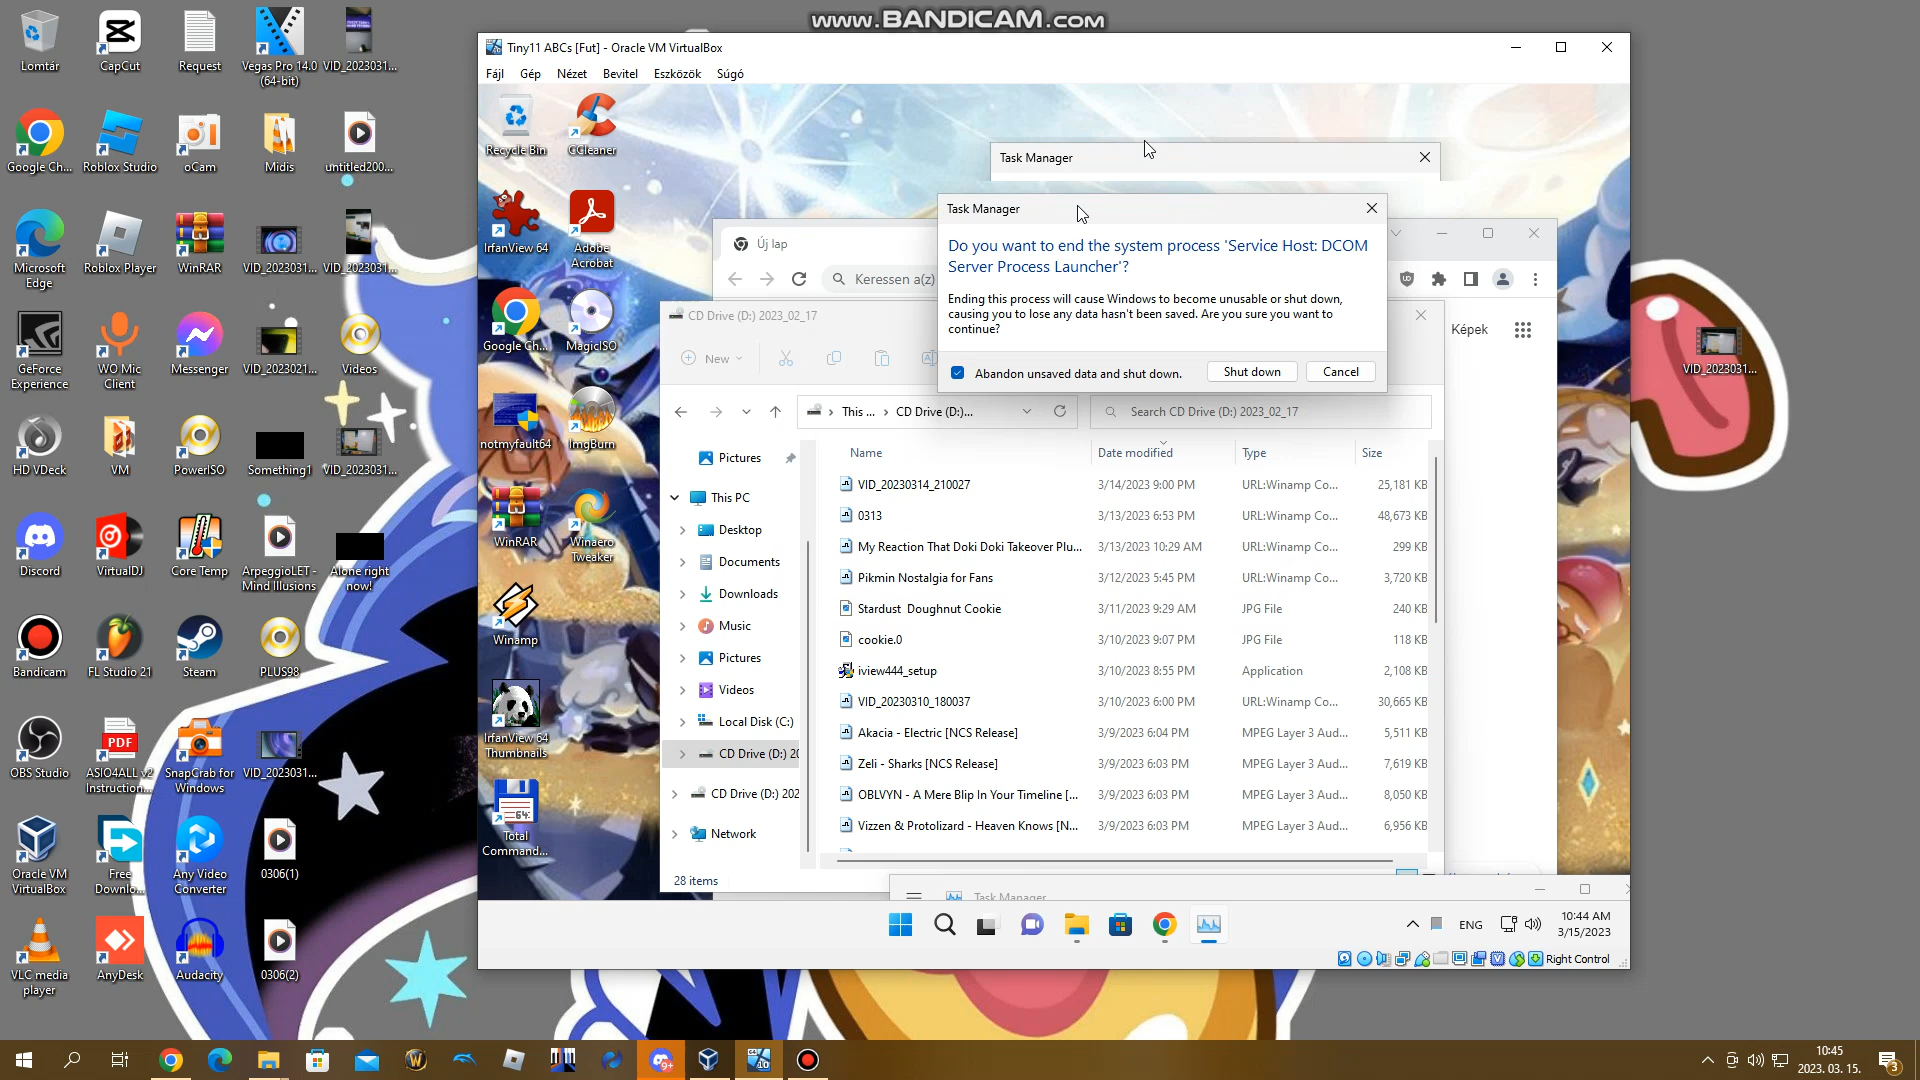 www.BANDICAM.com
Lomtár
CapCut
Request
Vegas Pro 14.0
(64-bit)
VID_2023031...
Google Ch...
Roblox Studio
oCam
Midis
untitled200...
Microsoft
Edge
Roblox Player
WinRAR
VID_2023031...
VID_2023031...
GeForce
Experience
WO Mic
Client
Messenger
VID_2023021...
Videos
HD VDeck
VM
PowerISO
Something1
VID_2023031...
Discord
VirtualDJ
Core Temp
ArpeggioLET -
Mind Illusions
Alone right
now!
Bandicam
FL Studio 21
Steam
PLUS98
OBS Studio
ASIO4ALL v2
Instruction...
SnapCrab for
Windows
VID_2023031...
Oracle VM
VirtualBox
Free
Downlo...
Any Video
Converter
0306(1)
VLC media
player
AnyDesk
Audacity
0306(2)
VID_2023031...
Tiny11 ABCs [Fut] - Oracle VM VirtualBox
Fájl
Gép
Nézet
Bevitel
Eszközök
Súgó
Recycle Bin
CCleaner
IrfanView 64
Adobe
Acrobat
Google Ch...
MagicISO
notmyfault64
ImgBurn
WinRAR
Winaero
Tweaker
Winamp
IrfanView 64
Thumbnails
Total
Command...
Task Manager
Task Manager
Do you want to end the system process 'Service Host: DCOM
Server Process Launcher'?
Ending this process will cause Windows to become unusable or shut down,
causing you to lose any data hasn't been saved. Are you sure you want to
continue?
Abandon unsaved data and shut down.
Shut down
Cancel
Új lap
Keressen a(z)
Képek
CD Drive (D:) 2023_02_17
New
This ...
CD Drive (D:)...
Search CD Drive (D:) 2023_02_17
Pictures
This PC
Desktop
Documents
Downloads
Music
Pictures
Videos
Local Disk (C:)
CD Drive (D:) 20
CD Drive (D:) 202
Network
Name Date modified Type Size
VID_20230314_210027 3/14/2023 9:00 PM URL:Winamp Co... 25,181 KB
0313 3/13/2023 6:53 PM URL:Winamp Co... 48,673 KB
My Reaction That Doki Doki Takeover Plu... 3/13/2023 10:29 AM URL:Winamp Co... 299 KB
Pikmin Nostalgia for Fans 3/12/2023 5:45 PM URL:Winamp Co... 3,720 KB
Stardust Doughnut Cookie 3/11/2023 9:29 AM JPG File 240 KB
cookie.0 3/10/2023 9:07 PM JPG File 118 KB
iview444_setup 3/10/2023 8:55 PM Application 2,108 KB
VID_20230310_180037 3/10/2023 6:00 PM URL:Winamp Co... 30,665 KB
Akacia - Electric [NCS Release] 3/9/2023 6:04 PM MPEG Layer 3 Aud... 5,511 KB
Zeli - Sharks [NCS Release] 3/9/2023 6:03 PM MPEG Layer 3 Aud... 7,619 KB
OBLVYN - A Mere Blip In Your Timeline [... 3/9/2023 6:03 PM MPEG Layer 3 Aud... 8,050 KB
Vizzen & Protolizard - Heaven Knows [N... 3/9/2023 6:03 PM MPEG Layer 3 Aud... 6,956 KB
28 items
Task Manager
ENG
10:44 AM
3/15/2023
Right Control
10:45
2023. 03. 15.
3